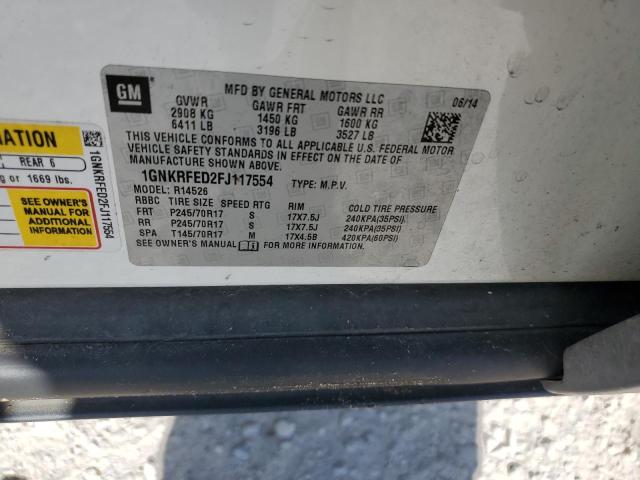 GM
MFD BY GENERAL MOTORS LLC 06/14
GVWR GAWR FRT GAWR RR
2908 KG 1450 KG 1600 KG
6411 LB 3196 LB 3527 LB
THIS VEHICLE CONFORMS TO ALL APPLICABLE U.S. FEDERAL MOTOR
VEHICLE SAFETY STANDARDS IN EFFECT ON THE DATE OF
MANUFACTURE SHOWN ABOVE.
1GNKRFED2FJ117554 TYPE: M.P.V.
MODEL: R14526
RBBC TIRE SIZE SPEED RTG RIM COLD TIRE PRESSURE
FRT P245/70R17 S 17X7.5J 240KPA(35PSI)
RR P245/70R17 S 17X7.5J 240KPA(35PSI)
SPA T145/70R17 M 17X4.5B 420KPA(60PSI)
SEE OWNER'S MANUAL FOR MORE INFORMATION.
MATION
REAR 6
g or 1669 lbs.
SEE OWNER'S
MANUAL FOR
ADDITIONAL
INFORMATION
1GNKRFED2FJ117554